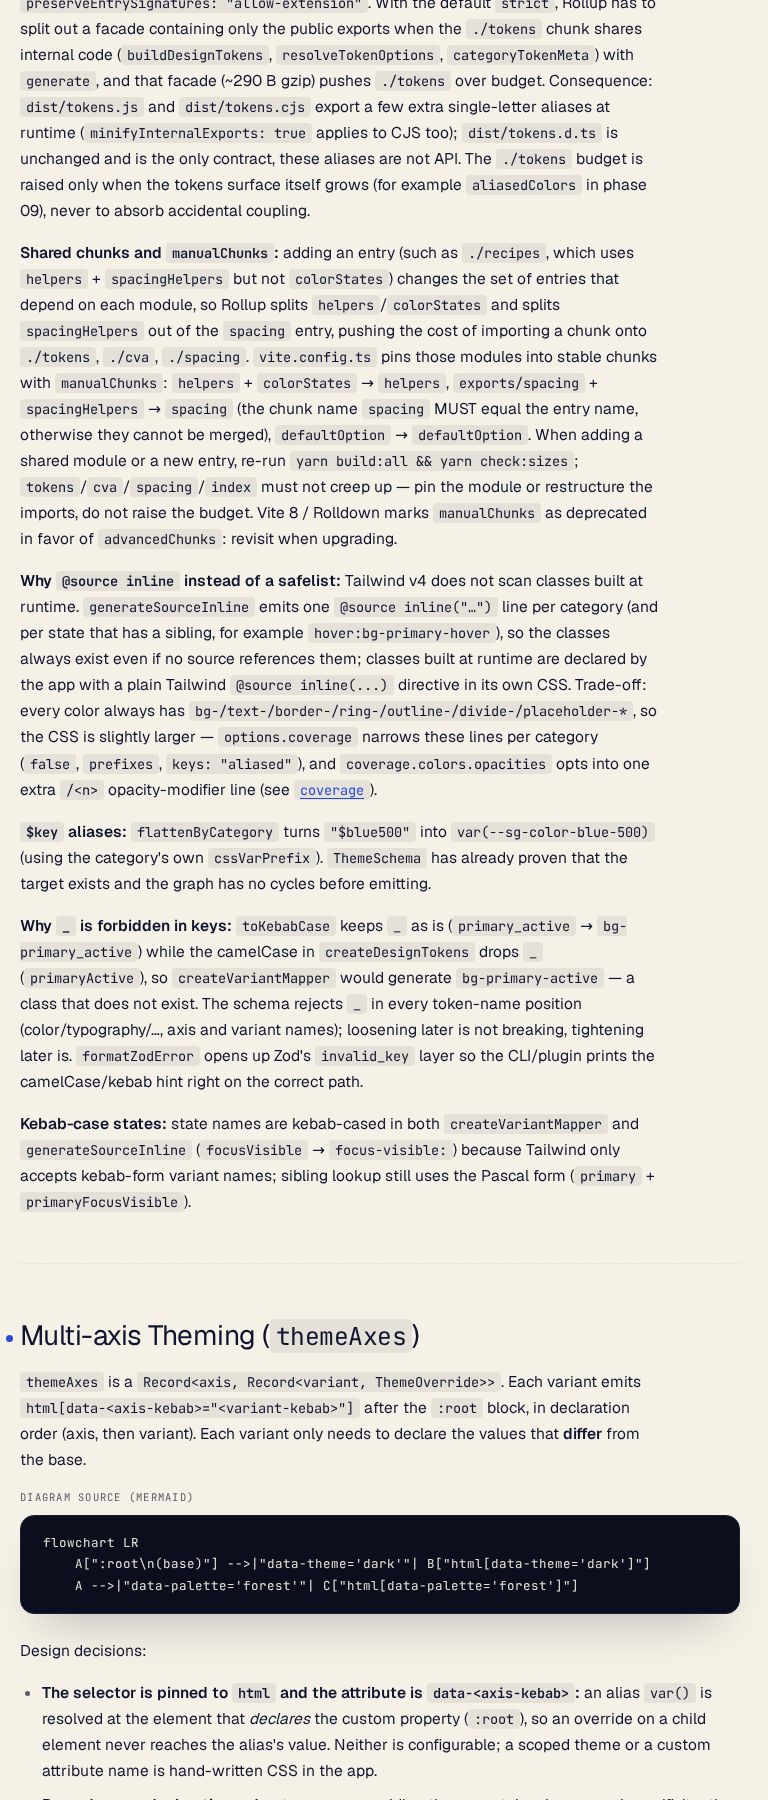 preserveEntrySignatures: "allow-extension". With the default strict, Rollup has to
split out a facade containing only the public exports when the ./tokens chunk shares
internal code (buildDesignTokens, resolveTokenOptions, categoryTokenMeta) with
generate, and that facade (~290 B gzip) pushes ./tokens over budget. Consequence:
dist/tokens.js and dist/tokens.cjs export a few extra single-letter aliases at
runtime (minifyInternalExports: true applies to CJS too); dist/tokens.d.ts is
unchanged and is the only contract, these aliases are not API. The ./tokens budget is
raised only when the tokens surface itself grows (for example aliasedColors in phase
09), never to absorb accidental coupling.
Shared chunks and manualChunks: adding an entry (such as ./recipes, which uses
helpers + spacingHelpers but not colorStates) changes the set of entries that
depend on each module, so Rollup splits helpers/colorStates and splits
spacingHelpers out of the spacing entry, pushing the cost of importing a chunk onto
./tokens, ./cva, ./spacing. vite.config.ts pins those modules into stable chunks
with manualChunks: helpers + colorStates → helpers, exports/spacing +
spacingHelpers → spacing (the chunk name spacing MUST equal the entry name,
otherwise they cannot be merged), defaultOption → defaultOption. When adding a
shared module or a new entry, re-run yarn build:all && yarn check:sizes;
tokens/cva/spacing/index must not creep up — pin the module or restructure the
imports, do not raise the budget. Vite 8 / Rolldown marks manualChunks as deprecated
in favor of advancedChunks: revisit when upgrading.
Why @source inline instead of a safelist: Tailwind v4 does not scan classes built at
runtime. generateSourceInline emits one @source inline("…") line per category (and
per state that has a sibling, for example hover:bg-primary-hover), so the classes
always exist even if no source references them; classes built at runtime are declared by
the app with a plain Tailwind @source inline(...) directive in its own CSS. Trade-off:
every color always has bg-/text-/border-/ring-/outline-/divide-/placeholder-*, so
the CSS is slightly larger — options.coverage narrows these lines per category
(false, prefixes, keys: "aliased"), and coverage.colors.opacities opts into one
extra /<n> opacity-modifier line (see coverage).
$key aliases: flattenByCategory turns "$blue500" into var(--sg-color-blue-500)
(using the category's own cssVarPrefix). ThemeSchema has already proven that the
target exists and the graph has no cycles before emitting.
Why _ is forbidden in keys: toKebabCase keeps _ as is (primary_active → bg-
primary_active) while the camelCase in createDesignTokens drops _
(primaryActive), so createVariantMapper would generate bg-primary-active — a
class that does not exist. The schema rejects _ in every token-name position
(color/typography/…, axis and variant names); loosening later is not breaking, tightening
later is. formatZodError opens up Zod's invalid_key layer so the CLI/plugin prints the
camelCase/kebab hint right on the correct path.
Kebab-case states: state names are kebab-cased in both createVariantMapper and
generateSourceInline (focusVisible → focus-visible:) because Tailwind only
accepts kebab-form variant names; sibling lookup still uses the Pascal form (primary +
primaryFocusVisible).
Multi-axis Theming (themeAxes)
themeAxes is a Record<axis, Record<variant, ThemeOverride>>. Each variant emits
html[data-<axis-kebab>="<variant-kebab>"] after the :root block, in declaration
order (axis, then variant). Each variant only needs to declare the values that differ from
the base.
DIAGRAM SOURCE (MERMAID)
flowchart LR
    A[":root\n(base)"] -->|"data-theme='dark'"| B["html[data-theme='dark']"]
    A -->|"data-palette='forest'"| C["html[data-palette='forest']"]
Design decisions:
• The selector is pinned to html and the attribute is data-<axis-kebab>: an alias var() is
resolved at the element that declares the custom property (:root), so an override on a child
element never reaches the alias's value. Neither is configurable; a scoped theme or a custom
attribute name is hand-written CSS in the app.